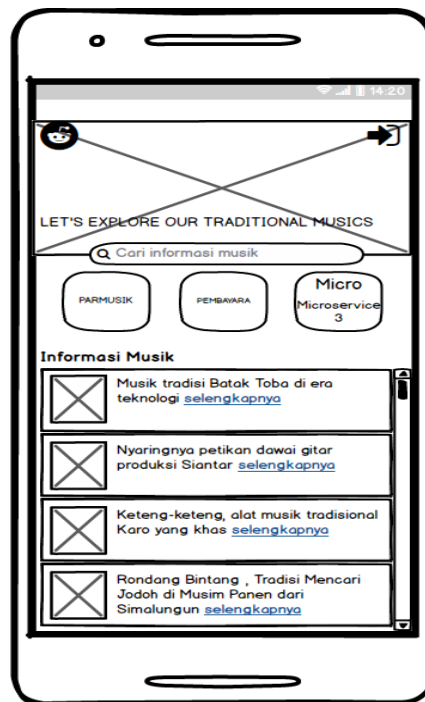 14:20
LET'S EXPLORE OUR TRADITIONAL MUSICS
Cari informasi musik
PARMUSIK
PEMBAYARA
Micro
Microservice
3
Informasi Musik
Musik tradisi Batak Toba di era
teknologi selengkapnya
Nyaringnya petikan dawai gitar
produksi Siantar selengkapnya
Keteng-keteng, alat musik tradisional
Karo yang khas selengkapnya
Rondang Bintang , Tradisi Mencari
Jodoh di Musim Panen dari
Simalungun selengkapnya